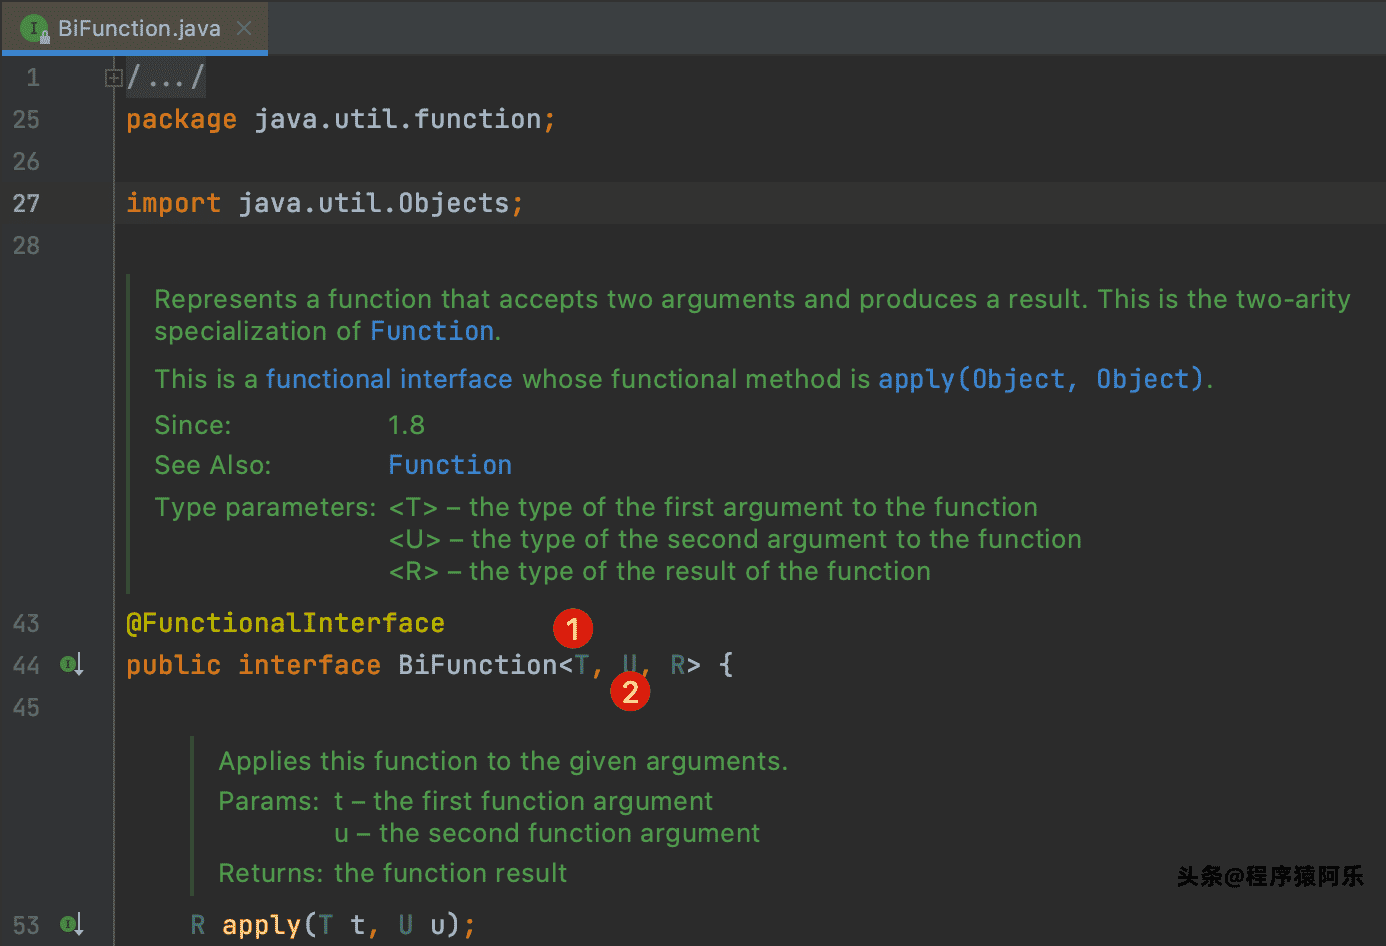 BiFunction.java
1 /.../
25 package java.util.function;
26
27 import java.util.Objects;
28
Represents a function that accepts two arguments and produces a result. This is the two-arity
specialization of Function.
This is a functional interface whose functional method is apply(Object, Object).
Since: 1.8
See Also: Function
Type parameters: <T> – the type of the first argument to the function
<U> – the type of the second argument to the function
<R> – the type of the result of the function
43 @FunctionalInterface
1
44 public interface BiFunction<T, U, R> {
2
45
Applies this function to the given arguments.
Params: t – the first function argument
u – the second function argument
Returns: the function result
头条@程序猿阿乐
53 R apply(T t, U u);